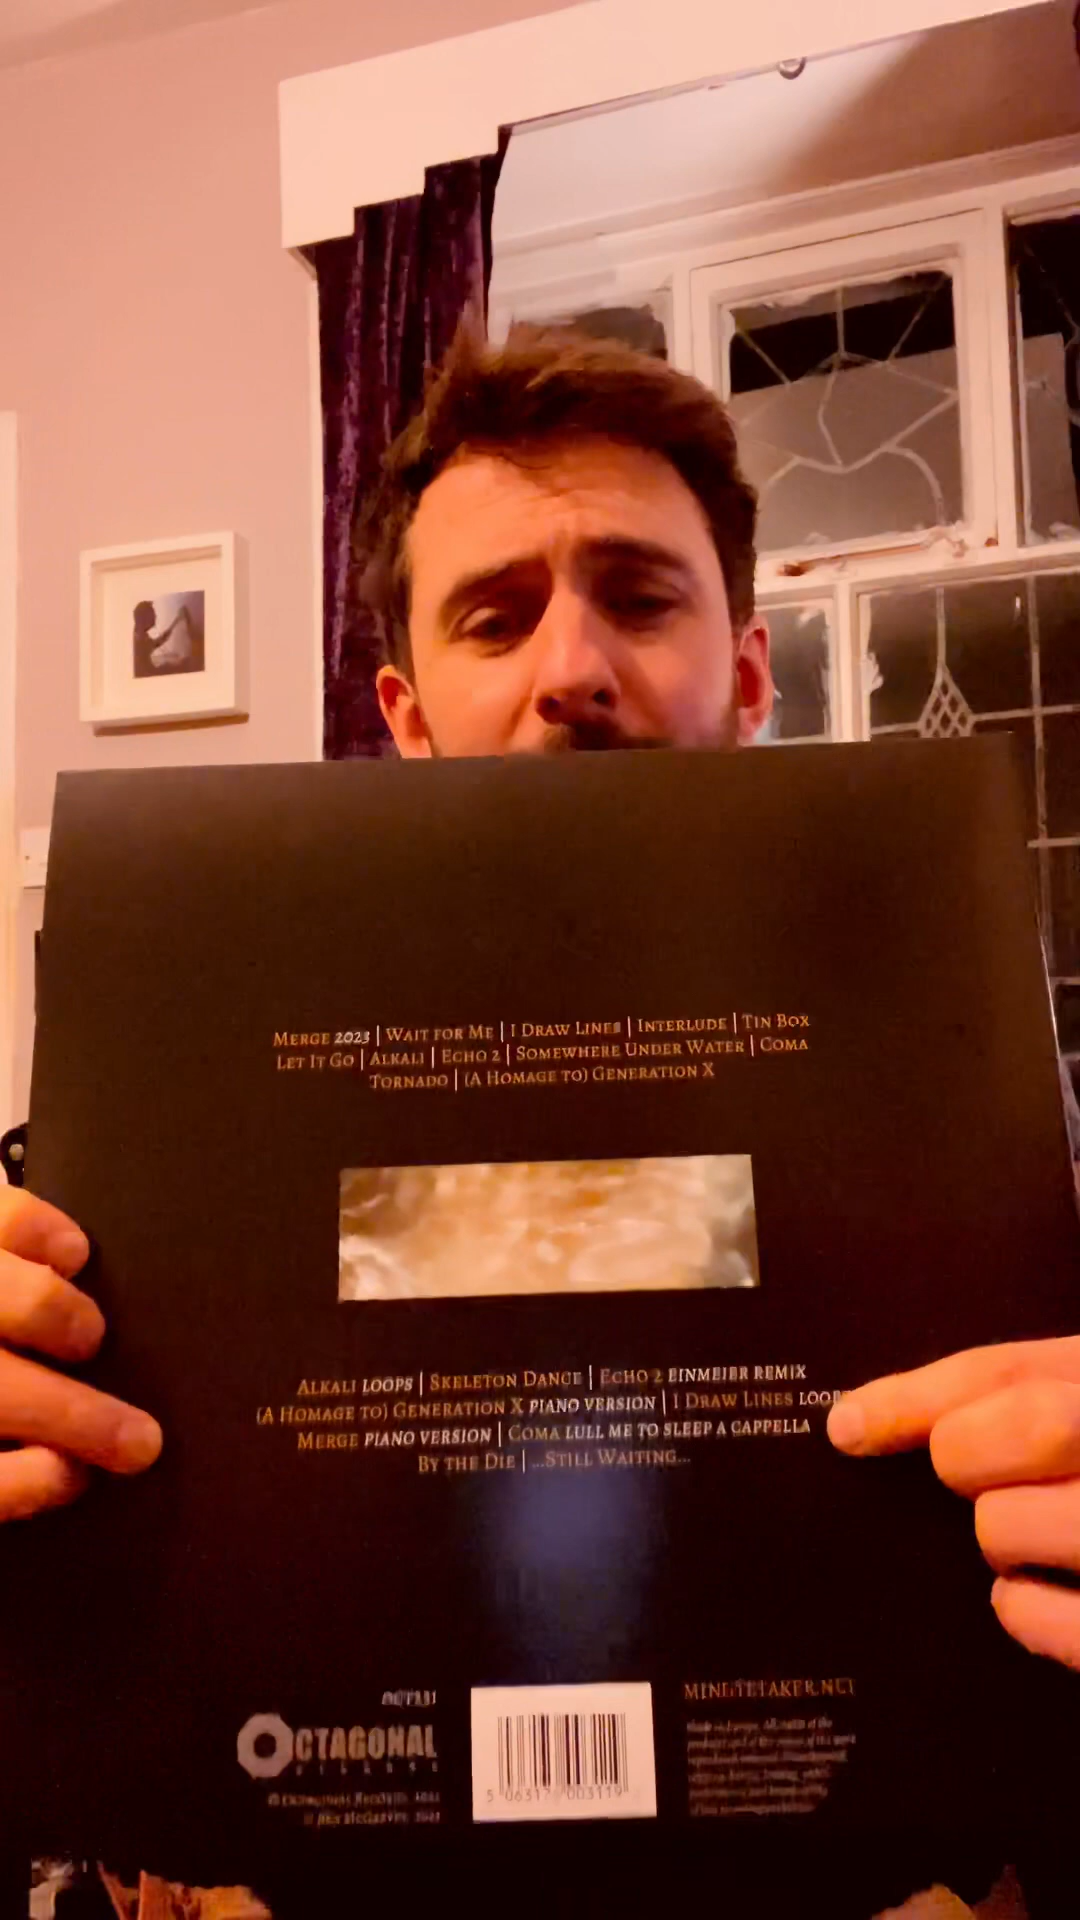 MERGE 2023 | WAIT FOR ME | I DRAW LINES | INTERLUDE | TIN BOX
LET IT GO | ALKALI | ECHO 2 | SOMEWHERE UNDER WATER | COMA
TORNADO | (A HOMAGE TO) GENERATION X
ALKALI LOOPS | SKELETON DANCE | ECHO 2 EINMEIER REMIX
(A HOMAGE TO) GENERATION X PIANO VERSION | I DRAW LINES
MERGE PIANO VERSION | COMA LULL ME TO SLEEP A CAPPELLA
BY THE DIE | ...STILL WAITING...
OCTAGONAL
MINUTETAKER.NET